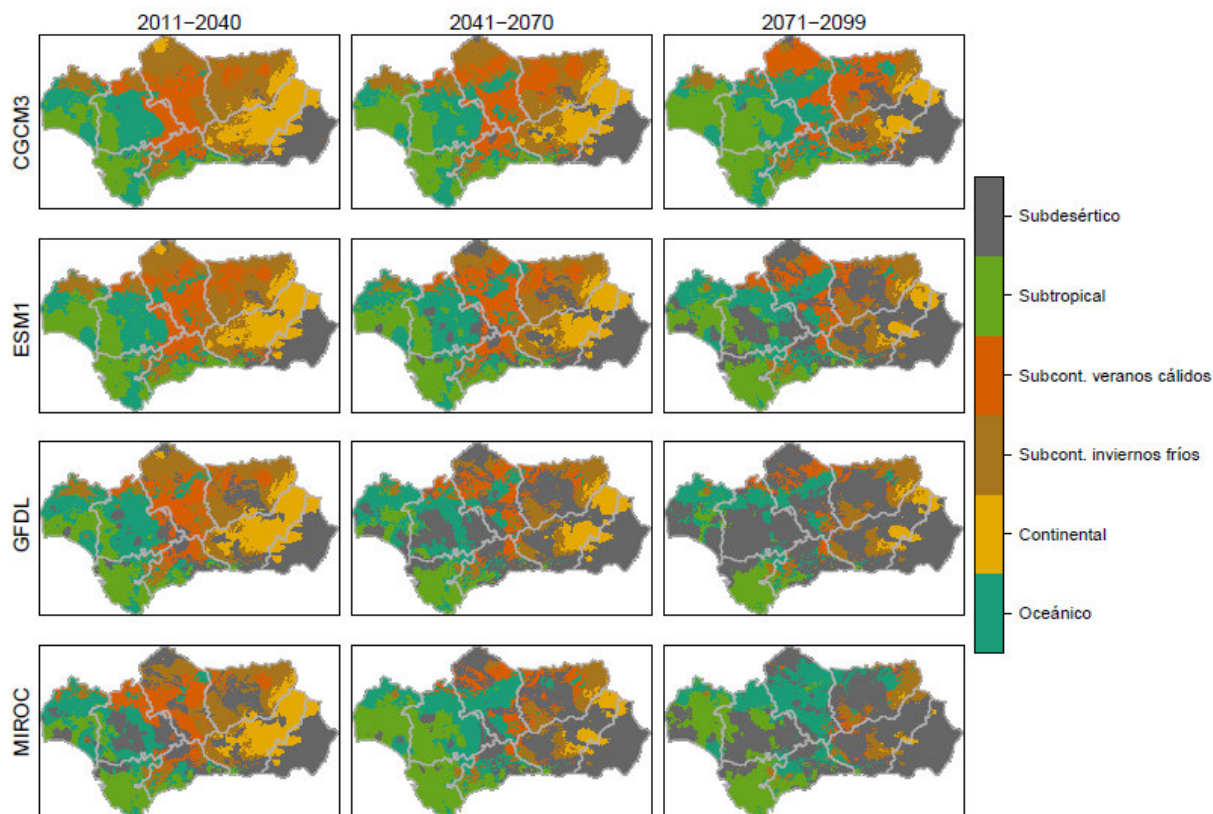 2011−2040
2041−2070
2071−2099
CGCM3
ESM1
GFDL
MIROC
Subdesértico
Subtropical
Subcont. veranos cálidos
Subcont. inviernos fríos
Continental
Oceánico